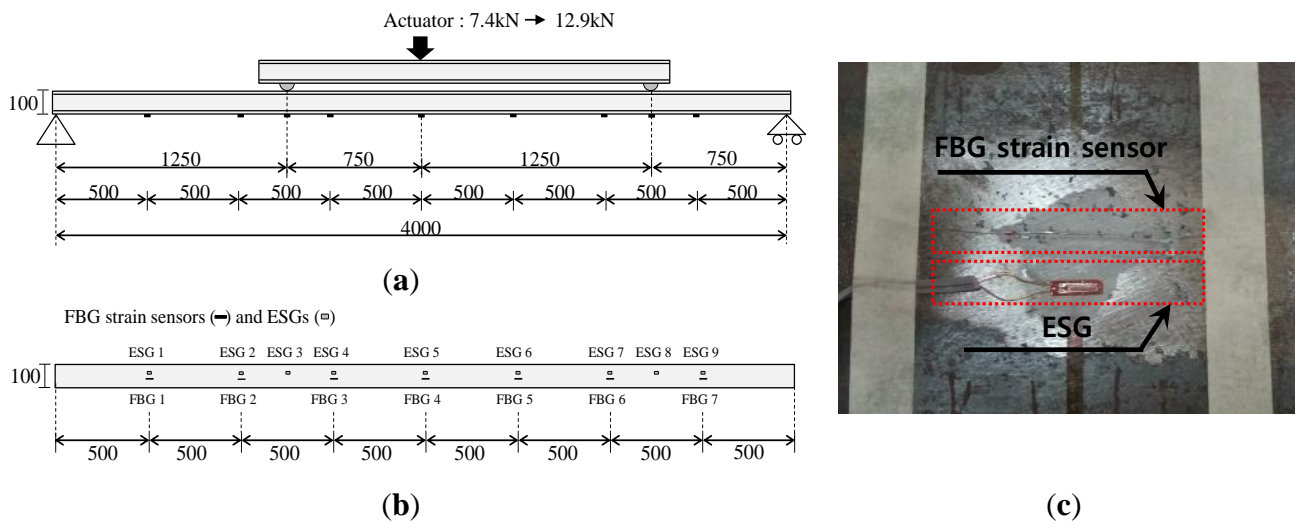 Actuator : 7.4kN → 12.9kN
100
1250 750 1250 750
500 500 500 500 500 500 500 500
4000
(a)
FBG strain sensors (━) and ESGs (▭)
ESG 1 ESG 2 ESG 3 ESG 4 ESG 5 ESG 6 ESG 7 ESG 8 ESG 9
100
FBG 1 FBG 2 FBG 3 FBG 4 FBG 5 FBG 6 FBG 7
500 500 500 500 500 500 500 500
(b)
FBG strain sensor
ESG
(c)